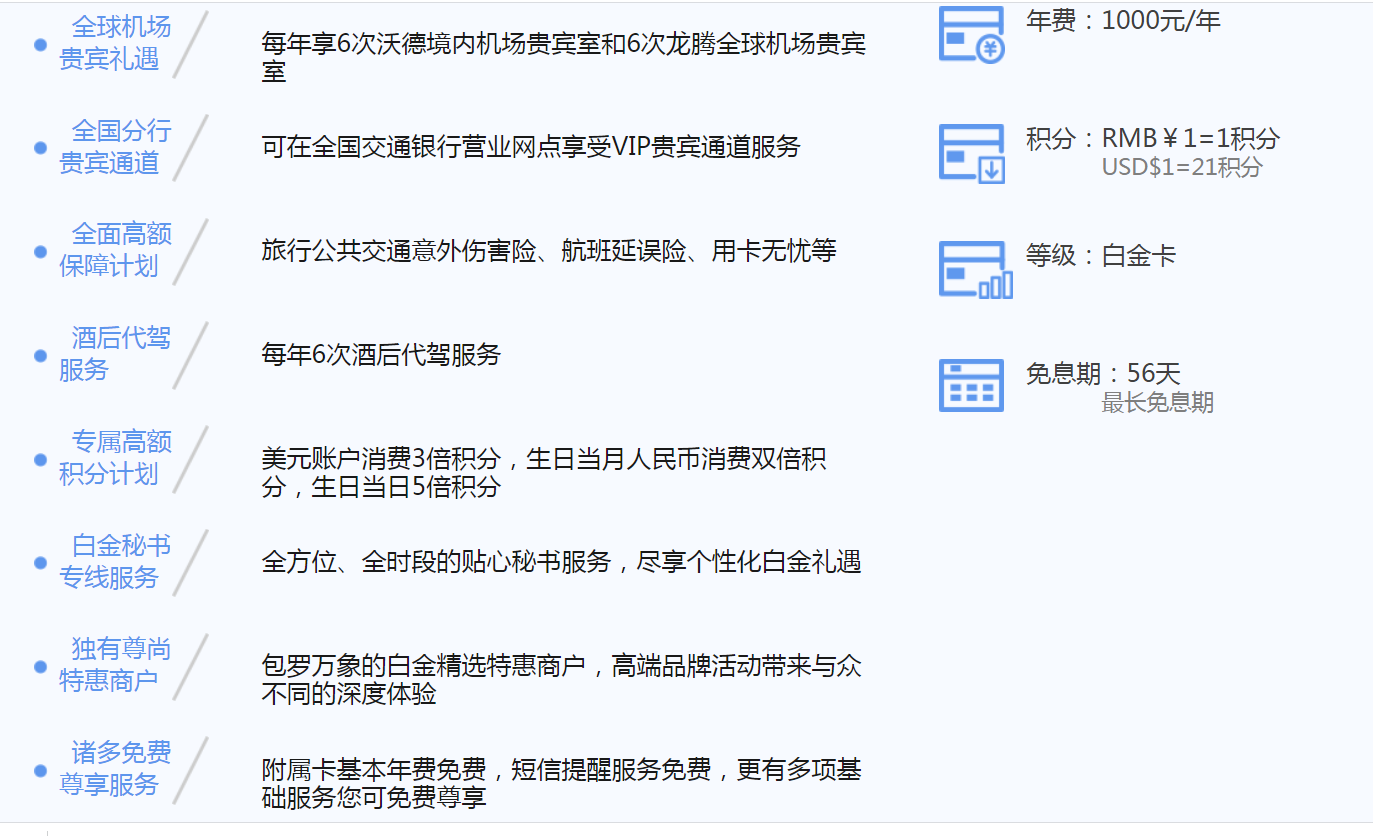 全球机场
贵宾礼遇
每年享6次沃德境内机场贵宾室和6次龙腾全球机场贵宾
室
全国分行
贵宾通道
可在全国交通银行营业网点享受VIP贵宾通道服务
全面高额
保障计划
旅行公共交通意外伤害险、航班延误险、用卡无忧等
酒后代驾
服务
每年6次酒后代驾服务
专属高额
积分计划
美元账户消费3倍积分，生日当月人民币消费双倍积
分，生日当日5倍积分
白金秘书
专线服务
全方位、全时段的贴心秘书服务，尽享个性化白金礼遇
独有尊尚
特惠商户
包罗万象的白金精选特惠商户，高端品牌活动带来与众
不同的深度体验
诸多免费
尊享服务
附属卡基本年费免费，短信提醒服务免费，更有多项基
础服务您可免费尊享
年费：1000元/年
积分：RMB￥1=1积分
USD$1=21积分
等级：白金卡
免息期：56天
最长免息期